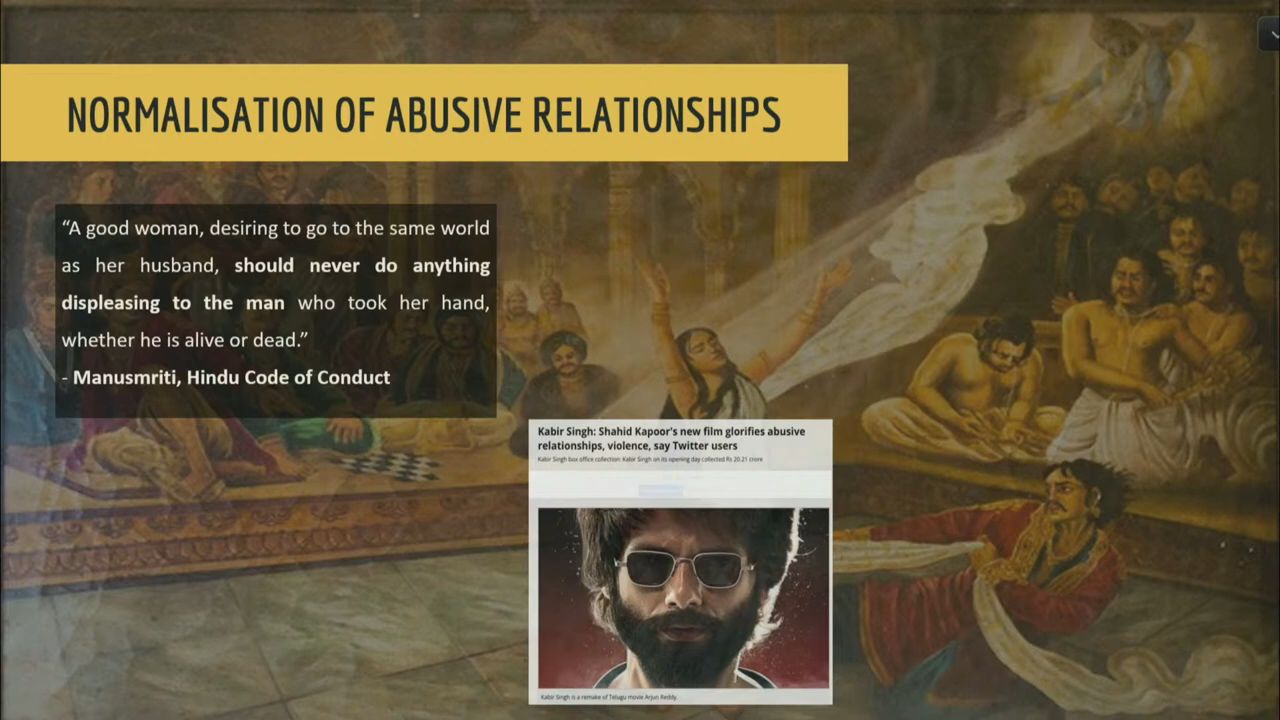 NORMALISATION OF ABUSIVE RELATIONSHIPS
“A good woman, desiring to go to the same world
as her husband, should never do anything
displeasing to the man who took her hand,
whether he is alive or dead.”
- Manusmriti, Hindu Code of Conduct
Kabir Singh: Shahid Kapoor's new film glorifies abusive
relationships, violence, say Twitter users
Kabir Singh box office collection: Kabir Singh on its opening day collected Rs 20.21 crore
Kabir Singh is a remake of Telugu movie Arjun Reddy.